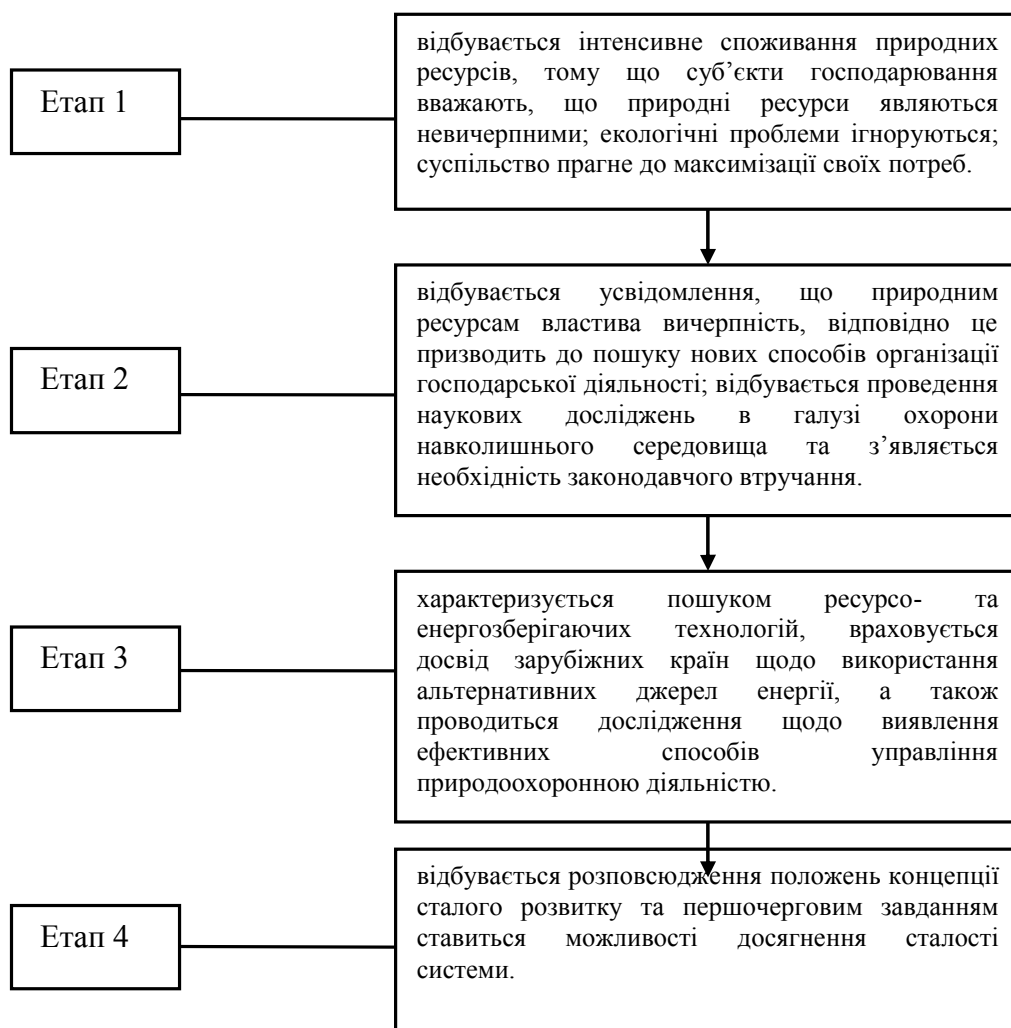 Етап 1
відбувається інтенсивне споживання природних
ресурсів, тому що суб’єкти господарювання
вважають, що природні ресурси являються
невичерпними; екологічні проблеми ігноруються;
суспільство прагне до максимізації своїх потреб.
Етап 2
відбувається усвідомлення, що природним
ресурсам властива вичерпність, відповідно це
призводить до пошуку нових способів організації
господарської діяльності; відбувається проведення
наукових досліджень в галузі охорони
навколишнього середовища та з’являється
необхідність законодавчого втручання.
Етап 3
характеризується пошуком ресурсо- та
енергозберігаючих технологій, враховується
досвід зарубіжних країн щодо використання
альтернативних джерел енергії, а також
проводиться дослідження щодо виявлення
ефективних способів управління
природоохоронною діяльністю.
Етап 4
відбувається розповсюдження положень концепції
сталого розвитку та першочерговим завданням
ставиться можливості досягнення сталості
системи.